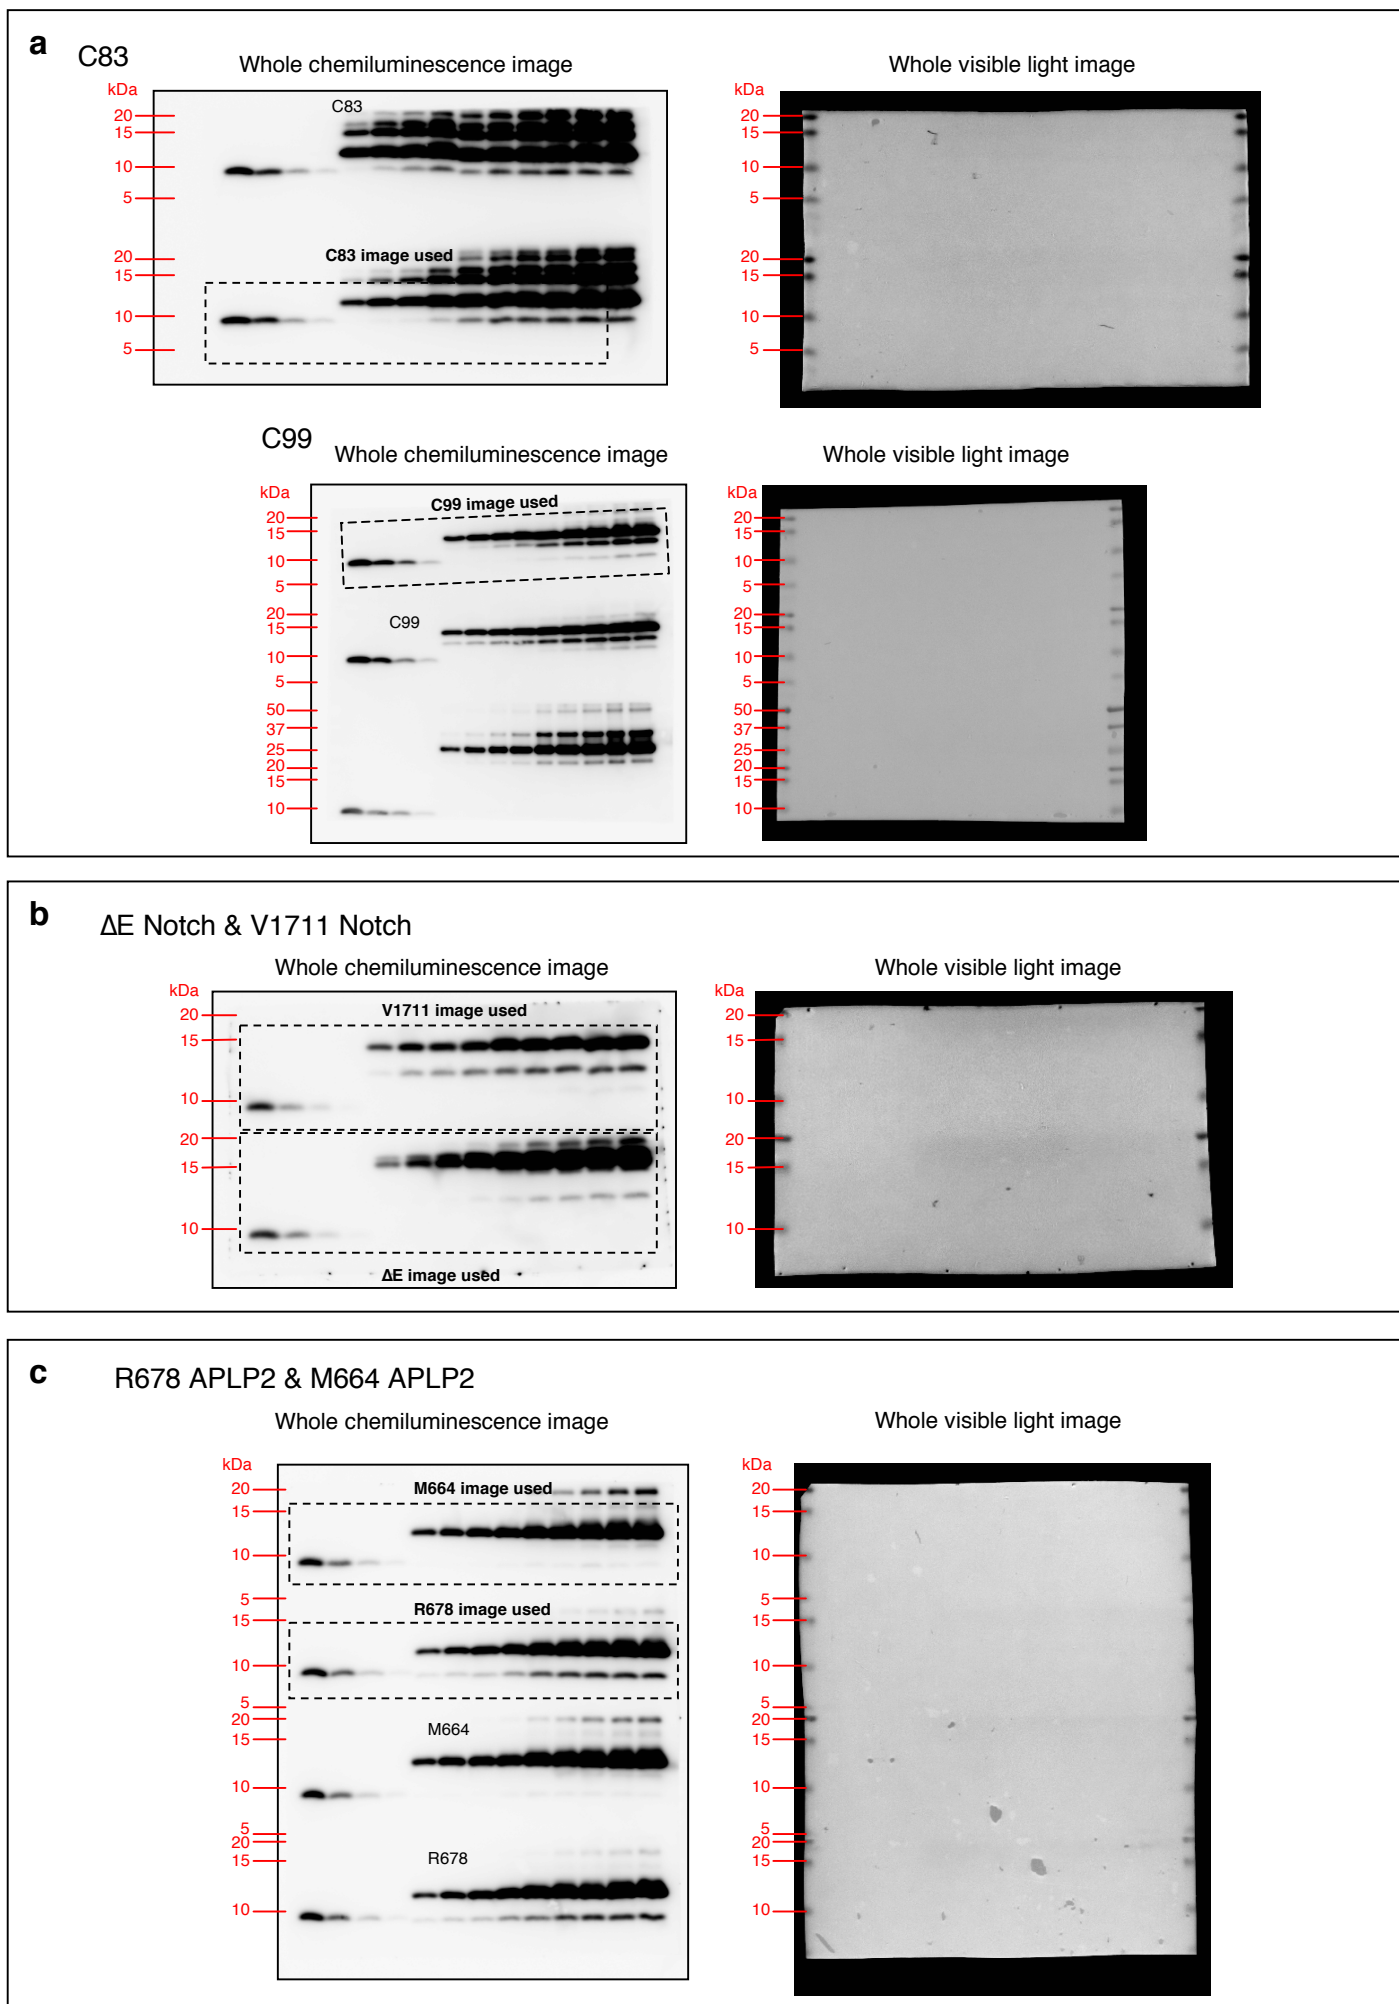 a C83
Whole chemiluminescence image
Whole visible light image
kDa
C83
20
15
10
5
C83 image used
20
15
10
5
20
15
10
5
20
15
10
5
C99
Whole chemiluminescence image
Whole visible light image
kDa
C99 image used
20
15
10
5
C99
20
15
10
5
50
37
25
20
15
10
kDa
20
15
10
5
20
15
10
5
50
37
25
20
15
10
b ΔE Notch & V1711 Notch
Whole chemiluminescence image
Whole visible light image
kDa
V1711 image used
20
15
10
20
15
10
ΔE image used
kDa
20
15
10
20
15
10
c R678 APLP2 & M664 APLP2
Whole chemiluminescence image
Whole visible light image
kDa
M664 image used
20
15
10
5
R678 image used
15
10
5
20
M664
15
10
5
20
R678
15
10
kDa
20
15
10
5
15
10
5
20
15
10
5
20
15
10